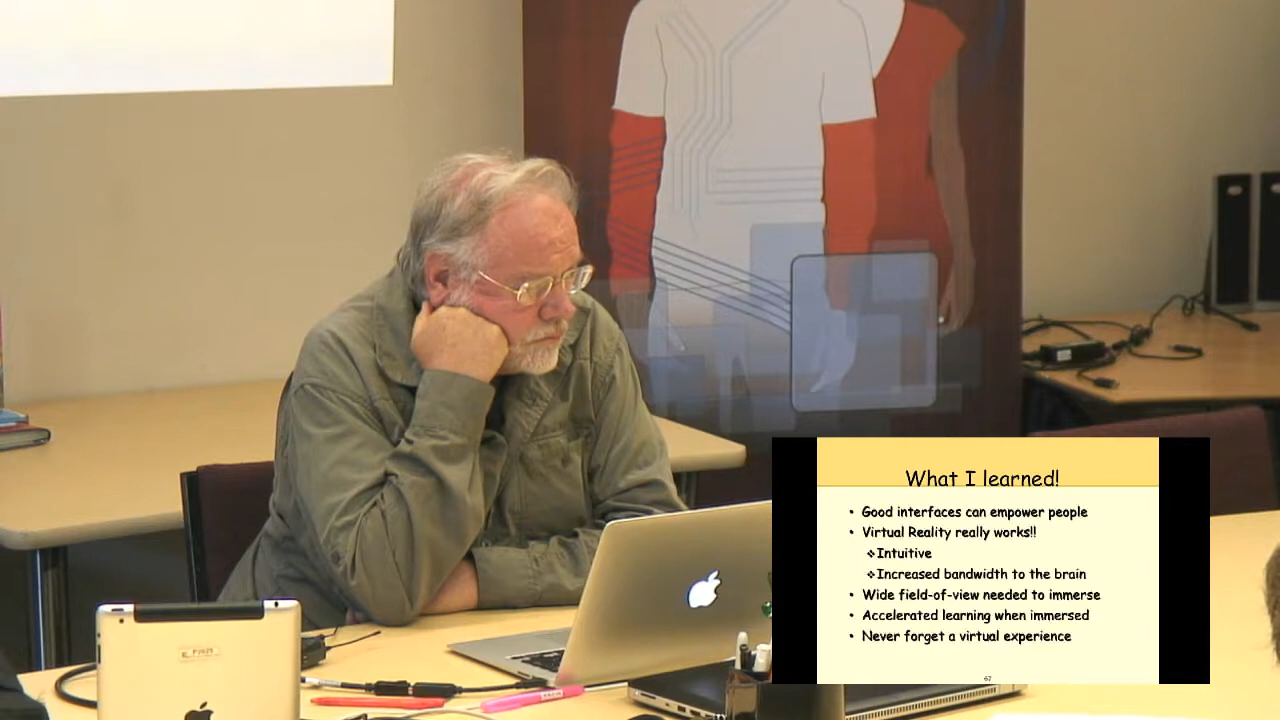 What I learned!
• Good interfaces can empower people
• Virtual Reality really works!!
❖Intuitive
❖Increased bandwidth to the brain
• Wide field-of-view needed to immerse
• Accelerated learning when immersed
• Never forget a virtual experience
67